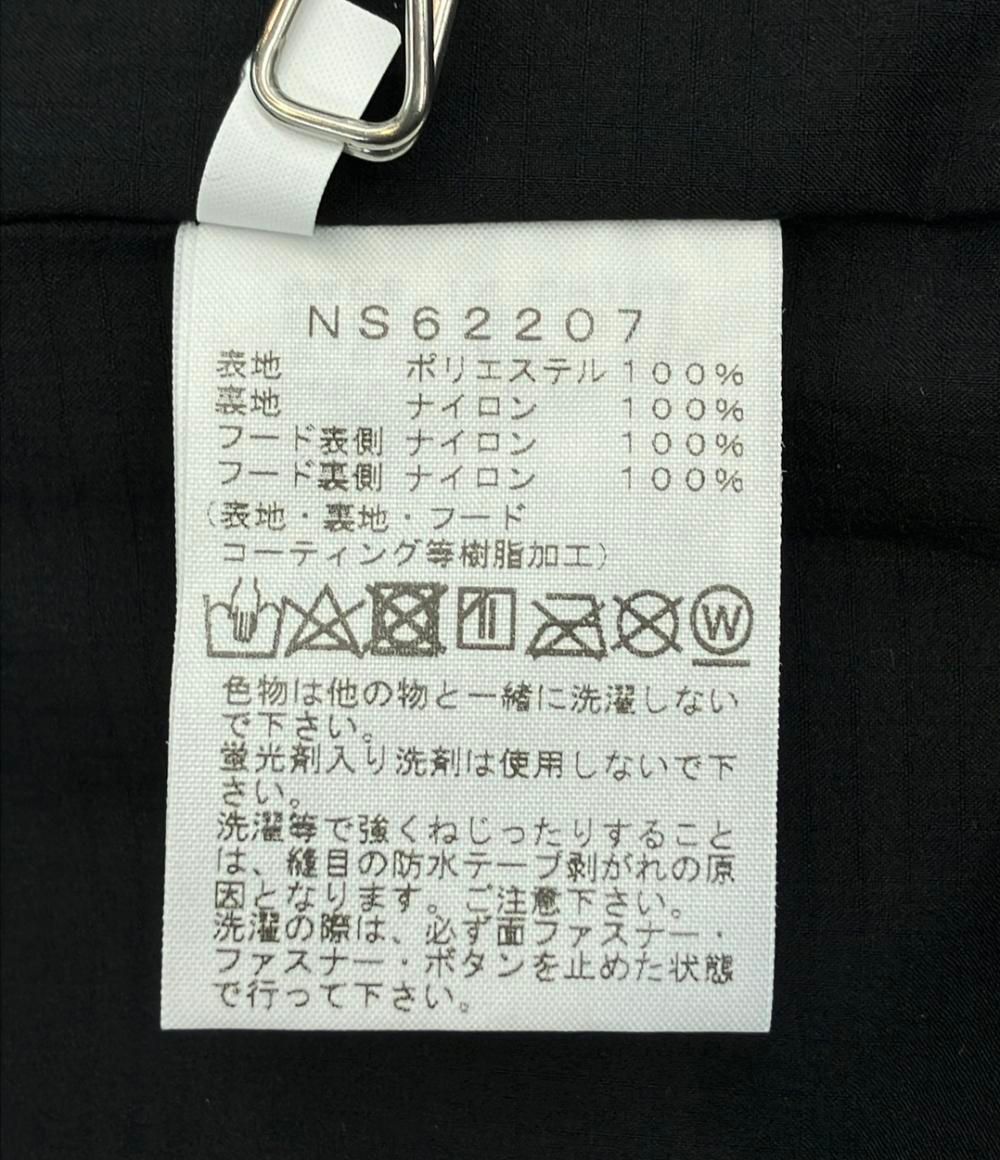 NS62207
表地 ポリエステル 100%
裏地 ナイロン 100%
フード表側 ナイロン 100%
フード裏側 ナイロン 100%
(表地・裏地・フード
コーティング等樹脂加工)
W
色物は他の物と一緒に洗濯しない
で下さい。
蛍光剤入り洗剤は使用しないで下
さい。
洗濯等で強くねじったりすること
は、縫目の防水テープ剥がれの原
因となります。ご注意下さい。
洗濯の際は、必ず面ファスナー・
ファスナー・ボタンを止めた状態
で行って下さい。